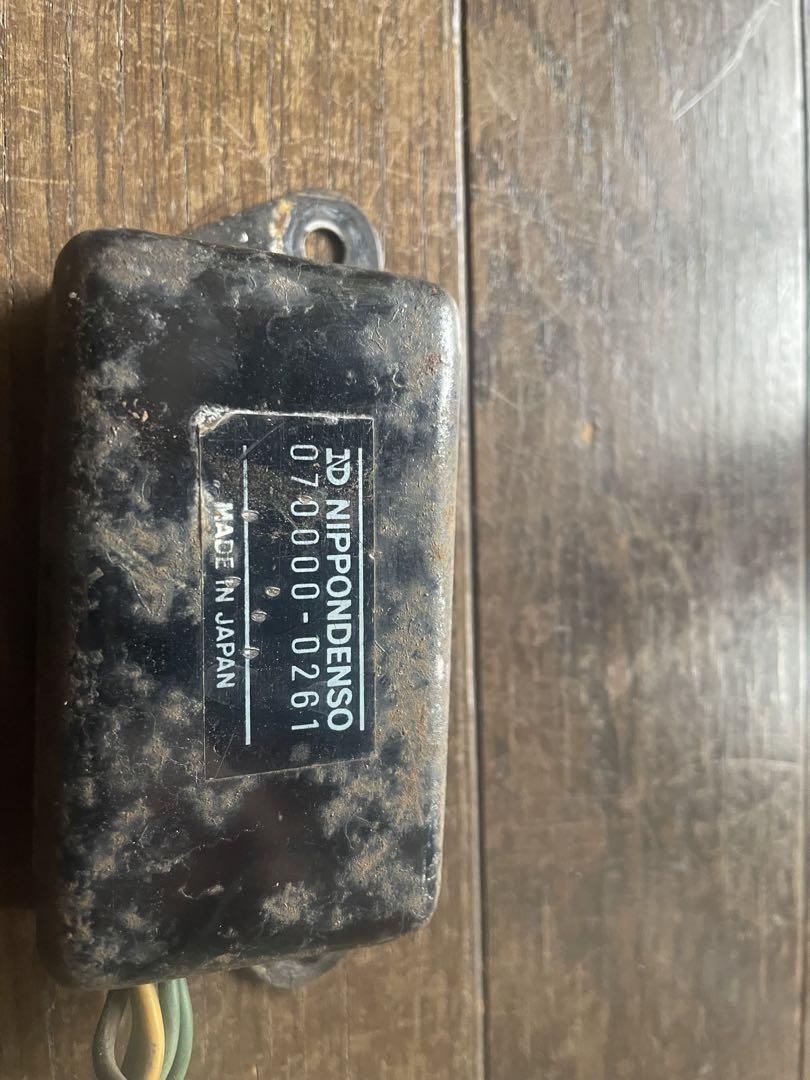 ND NIPPONDENSO
070000-0261
MADE IN JAPAN